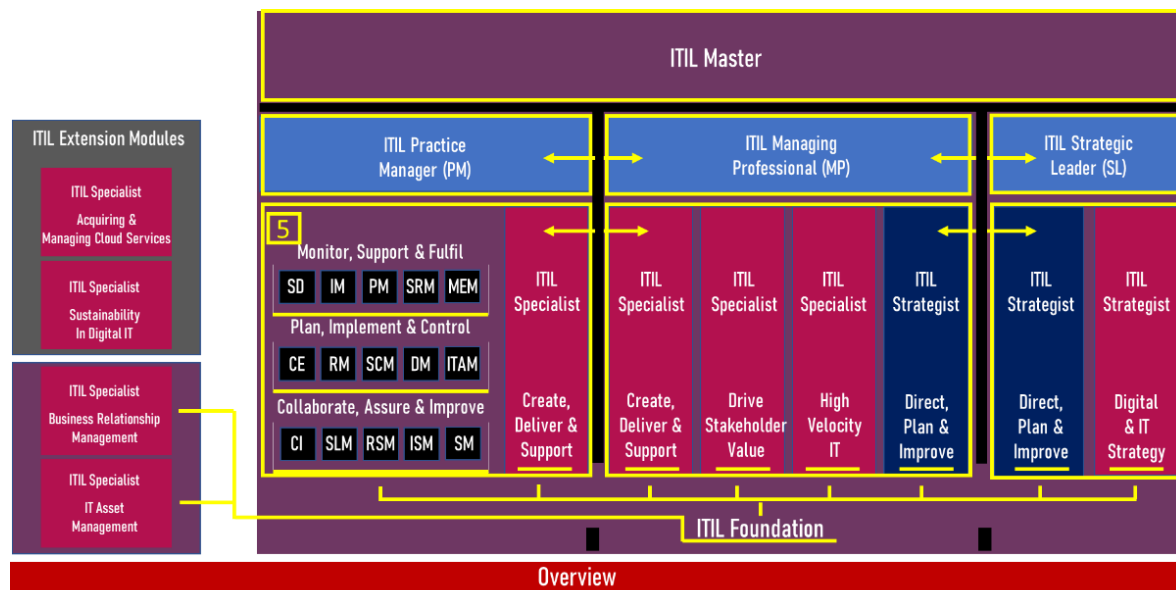 ITIL Master
ITIL Extension Modules
ITIL Specialist
Acquiring &
Managing Cloud Services
ITIL Specialist
Sustainability
In Digital IT
ITIL Specialist
Business Relationship
Management
ITIL Specialist
IT Asset
Management
ITIL Practice
Manager (PM)
ITIL Managing
Professional (MP)
ITIL Strategic
Leader (SL)
5
Monitor, Support & Fulfil
SD IM PM SRM MEM
Plan, Implement & Control
CE RM SCM DM ITAM
Collaborate, Assure & Improve
CI SLM RSM ISM SM
ITIL
Specialist
Create,
Deliver &
Support
ITIL
Specialist
Create,
Deliver &
Support
ITIL
Specialist
Drive
Stakeholder
Value
ITIL
Specialist
High
Velocity
IT
ITIL
Strategist
Direct,
Plan &
Improve
ITIL
Strategist
Direct,
Plan &
Improve
ITIL
Strategist
Digital
& IT
Strategy
ITIL Foundation
Overview